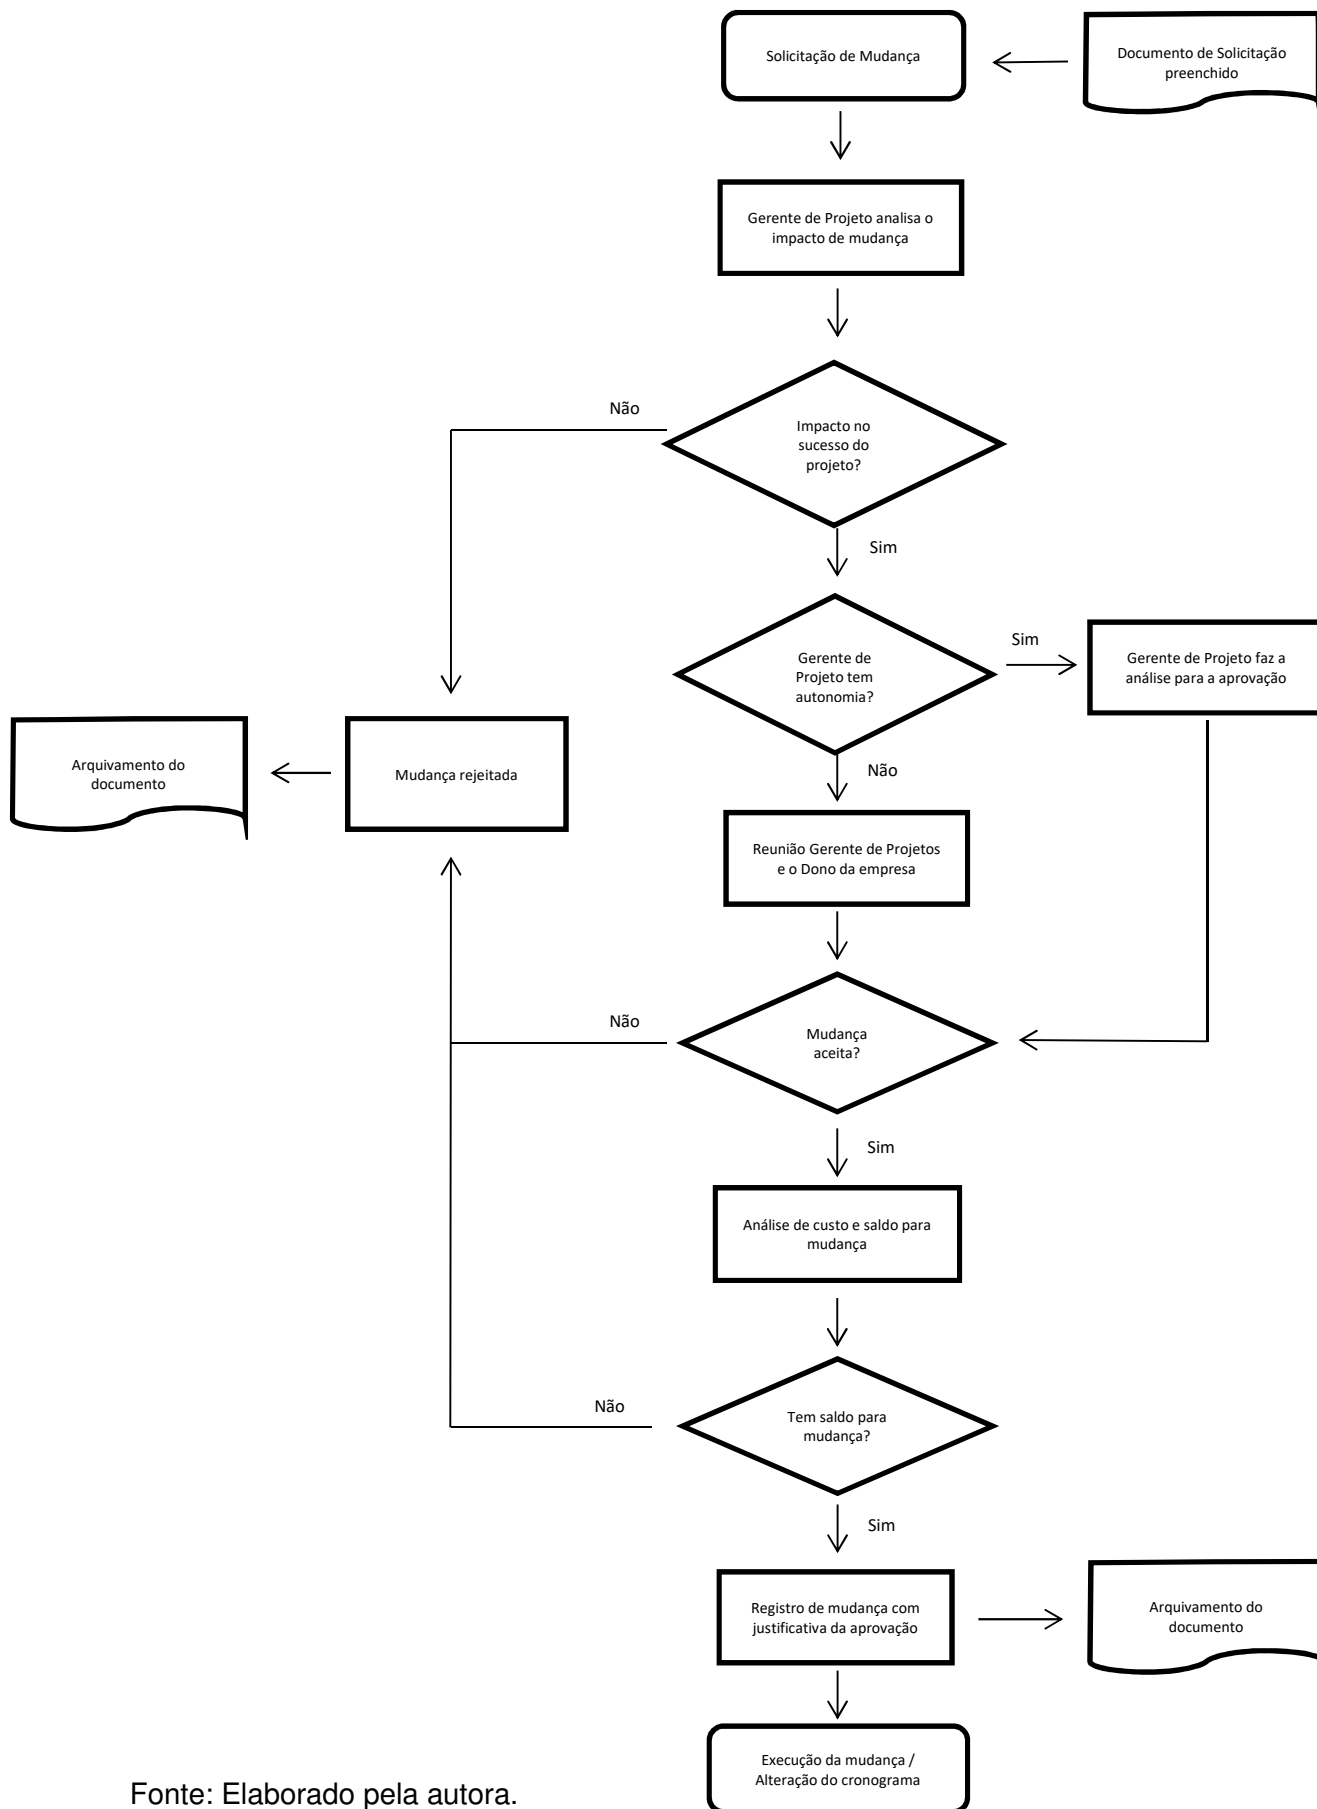 Solicitação de Mudança
Documento de Solicitação
preenchido
Gerente de Projeto analisa o
impacto de mudança
Não
Impacto no
sucesso do
projeto?
Sim
Gerente de
Projeto tem
autonomia?
Sim
Gerente de Projeto faz a
análise para a aprovação
Arquivamento do
documento
Mudança rejeitada
Não
Reunião Gerente de Projetos
e o Dono da empresa
Não
Mudança
aceita?
Sim
Análise de custo e saldo para
mudança
Não
Tem saldo para
mudança?
Sim
Registro de mudança com
justificativa da aprovação
Arquivamento do
documento
Execução da mudança /
Alteração do cronograma
Fonte: Elaborado pela autora.